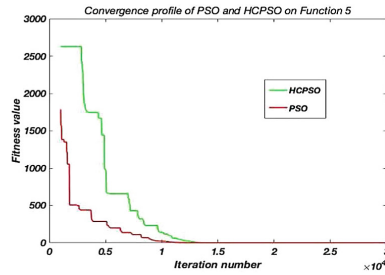 Convergence profile of PSO and HCPSO on Function 5
3000
2500
2000
1500
1000
500
0
Fitness value
HCPSO
PSO
0 0.5 1 1.5 2 2.5 3
Iteration number
×10⁴